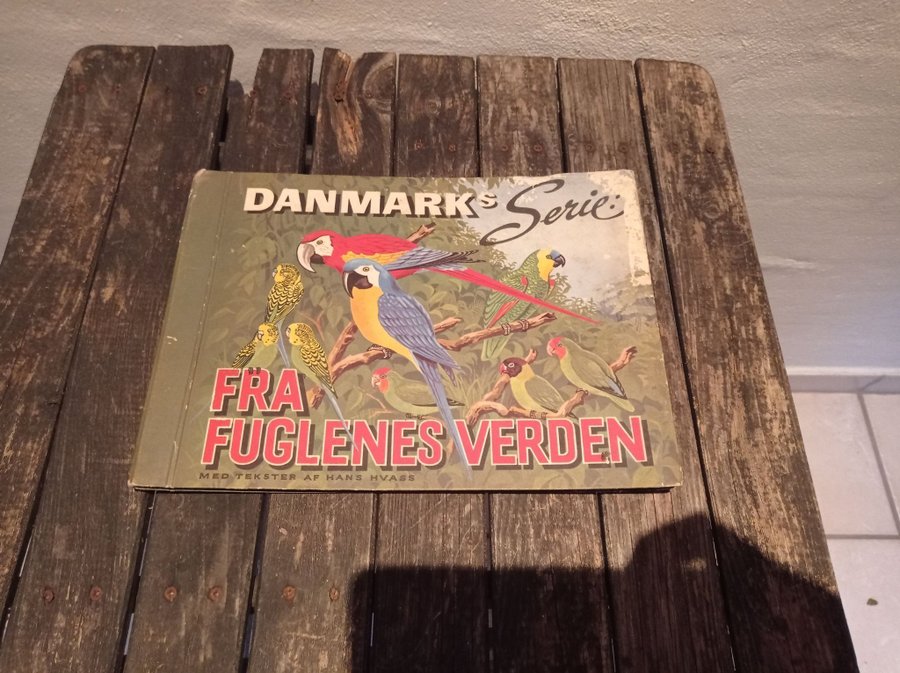 DANMARKs Serie:
FRA
FUGLENES VERDEN
MED TEKSTER AF HANS HVASS